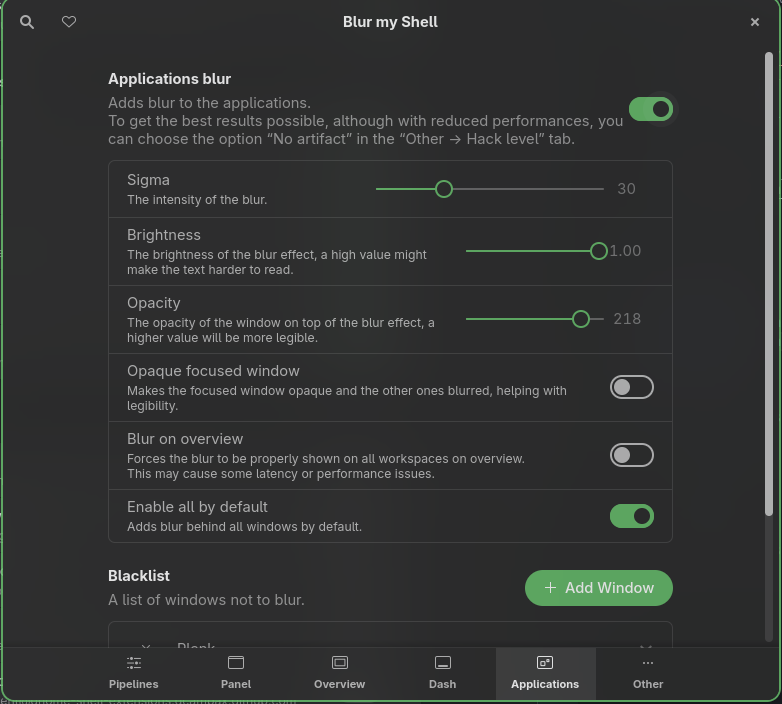 Blur my Shell
Applications blur
Adds blur to the applications.
To get the best results possible, although with reduced performances, you
can choose the option “No artifact” in the “Other → Hack level” tab.
Sigma
The intensity of the blur.
30
Brightness
The brightness of the blur effect, a high value might
make the text harder to read.
1.00
Opacity
The opacity of the window on top of the blur effect, a
higher value will be more legible.
218
Opaque focused window
Makes the focused window opaque and the other ones blurred, helping with
legibility.
Blur on overview
Forces the blur to be properly shown on all workspaces on overview.
This may cause some latency or performance issues.
Enable all by default
Adds blur behind all windows by default.
Blacklist
A list of windows not to blur.
+ Add Window
Plank
Pipelines
Panel
Overview
Dash
Applications
Other